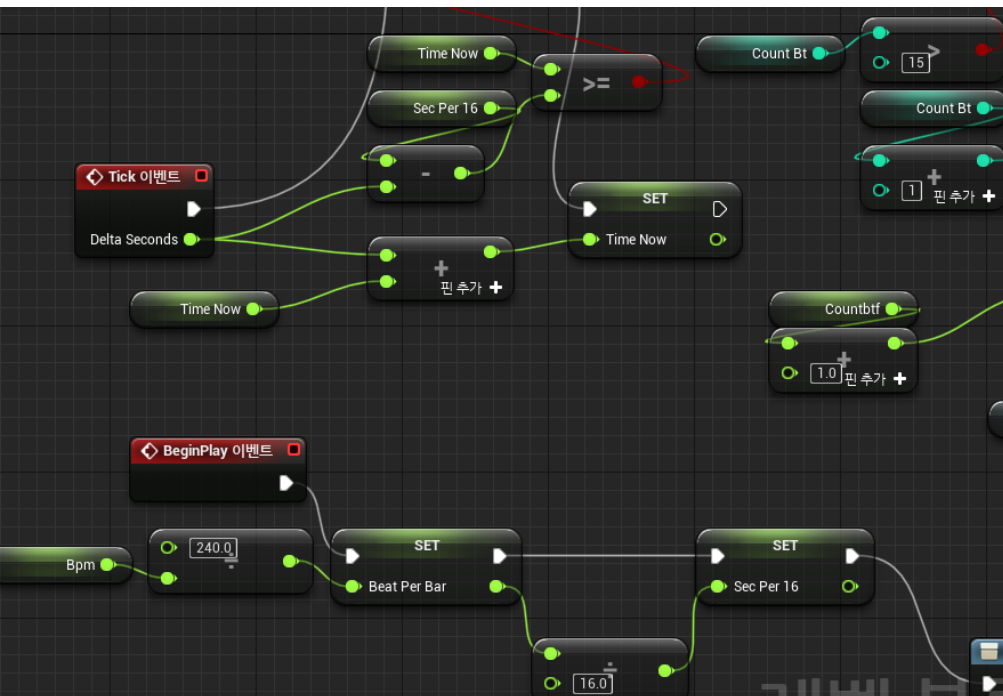 Time Now
>=
Count Bt
>
15
Sec Per 16
Count Bt
-
Tick 이벤트
+
1
핀 추가 +
SET
Delta Seconds
Time Now
+
핀 추가 +
Time Now
Countbtf
+
1.0
핀 추가 +
BeginPlay 이벤트
240.0
÷
SET
SET
Bpm
Beat Per Bar
Sec Per 16
÷
16.0